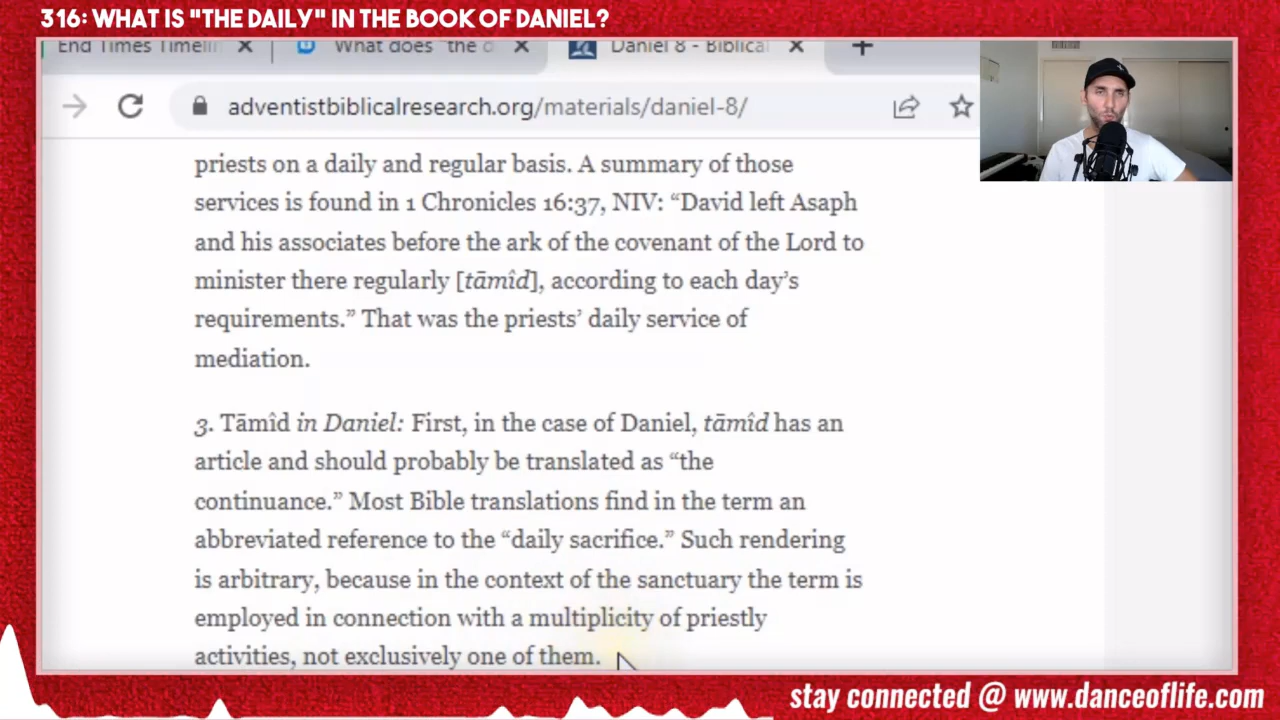 316: WHAT IS "THE DAILY" IN THE BOOK OF DANIEL?
End Times Timeli
What does "the d
Daniel 8 - Biblical
adventistbiblicalresearch.org/materials/daniel-8/
priests on a daily and regular basis. A summary of those
services is found in 1 Chronicles 16:37, NIV: “David left Asaph
and his associates before the ark of the covenant of the Lord to
minister there regularly [tāmîd], according to each day’s
requirements.” That was the priests’ daily service of
mediation.
3. Tāmîd in Daniel: First, in the case of Daniel, tāmîd has an
article and should probably be translated as “the
continuance.” Most Bible translations find in the term an
abbreviated reference to the “daily sacrifice.” Such rendering
is arbitrary, because in the context of the sanctuary the term is
employed in connection with a multiplicity of priestly
activities, not exclusively one of them.
stay connected @ www.danceoflife.com